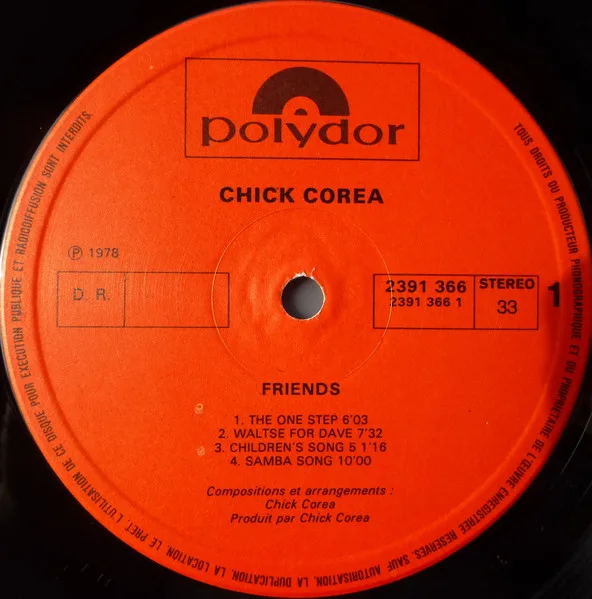 polydor
CHICK COREA
Ⓟ 1978
D. R.
2391 366
2391 366 1
STEREO
33
1
FRIENDS
1. THE ONE STEP 6'03
2. WALTSE FOR DAVE 7'32
3. CHILDREN'S SONG 5 1'16
4. SAMBA SONG 10'00
Compositions et arrangements :
Chick Corea
Produit par Chick Corea
TOUS DROITS DU PRODUCTEUR PHONOGRAPHIQUE ET DU PROPRIETAIRE DE L'ŒUVRE ENREGISTREE RESERVES. SAUF AUTORISATION, LA DUPLICATION, LA LOCATION, LE PRET, L'UTILISATION DE CE DISQUE POUR EXECUTION PUBLIQUE ET RADIODIFFUSION SONT INTERDITS.